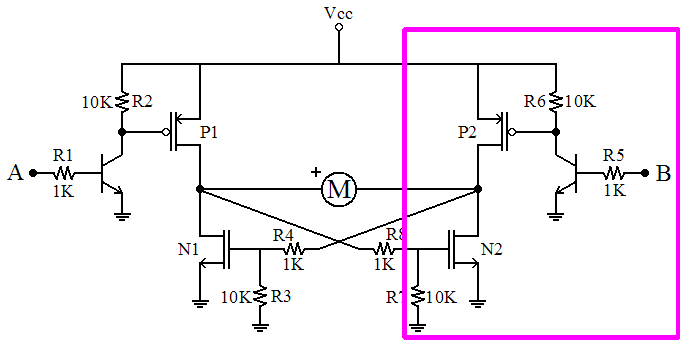 Vcc
10K R2
R6 10K
P1
P2
R1
R5
A
B
1K
1K
+
M
N1
R4
R8
N2
1K
1K
10K R3
R7 10K